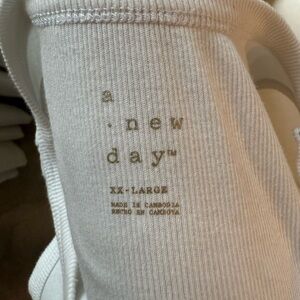 a
new
day™
XX-LARGE
MADE IN CAMBODIA
HECHO EN CAMBOYA